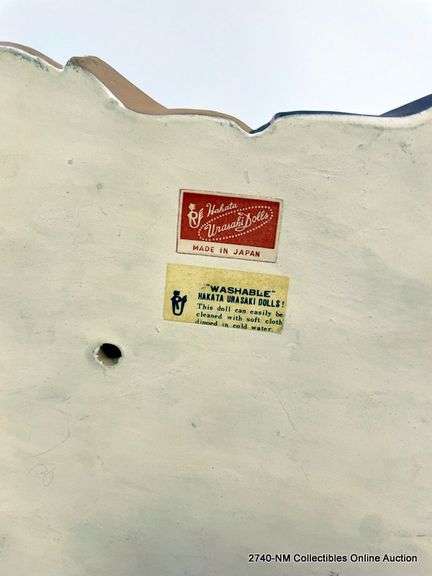 Hakata
Urasaki Dolls
MADE IN JAPAN
"WASHABLE"
HAKATA URASAKI DOLLS!
This doll can easily be
cleaned with soft cloth
dipped in cold water.
2740-NM Collectibles Online Auction